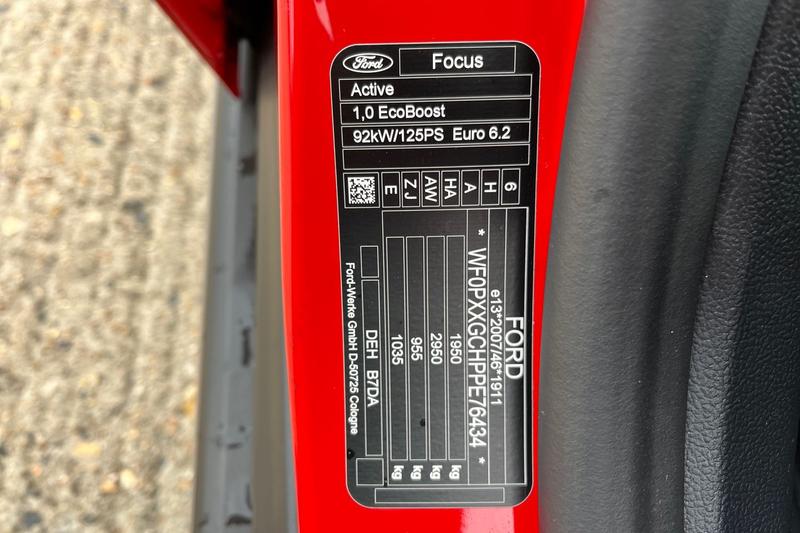 Ford
Focus
Active
1,0 EcoBoost
92kW/125PS Euro 6.2
E ZJ AW HA A H 6
FORD
e13*2007/46*1911
* WF0PXXGCHPPE76434 *
1950 kg
2950 kg
955 kg
1035 kg
DEH B7DA
Ford-Werke GmbH D-50725 Cologne